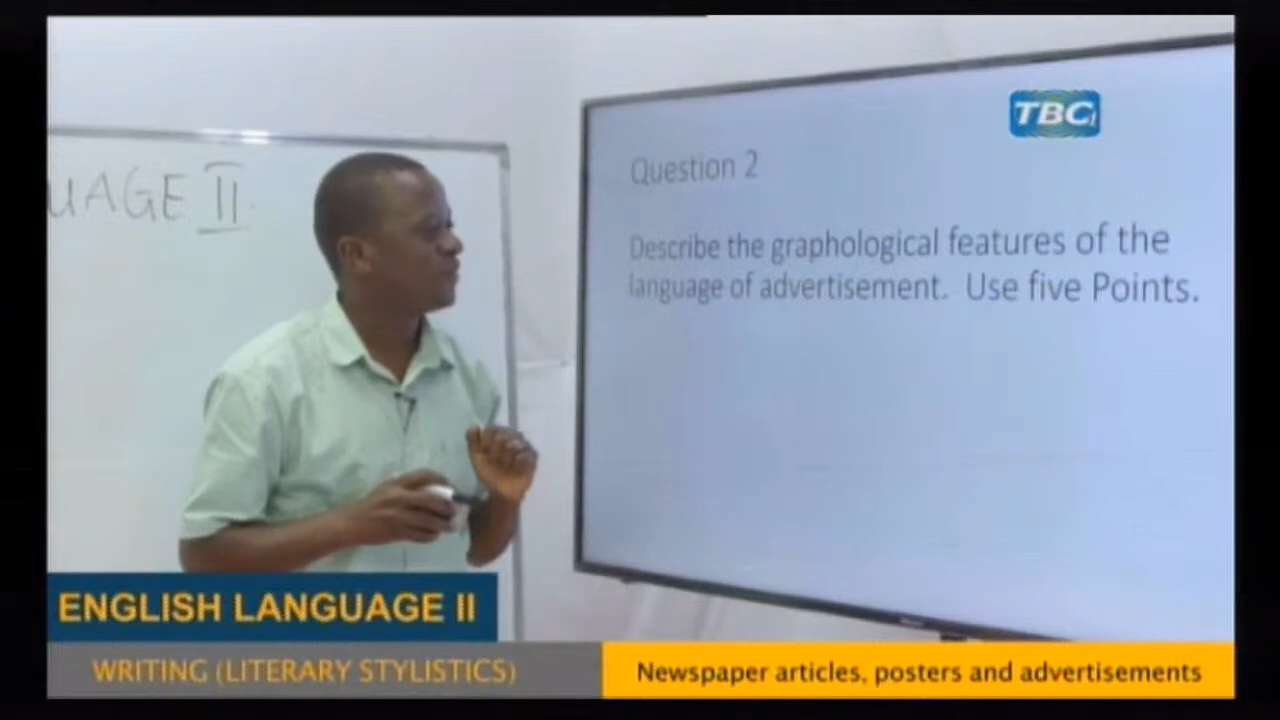 UAGE II.
TBC1
Question 2
Describe the graphological features of the
language of advertisement. Use five Points.
ENGLISH LANGUAGE II
WRITING (LITERARY STYLISTICS)
Newspaper articles, posters and advertisements